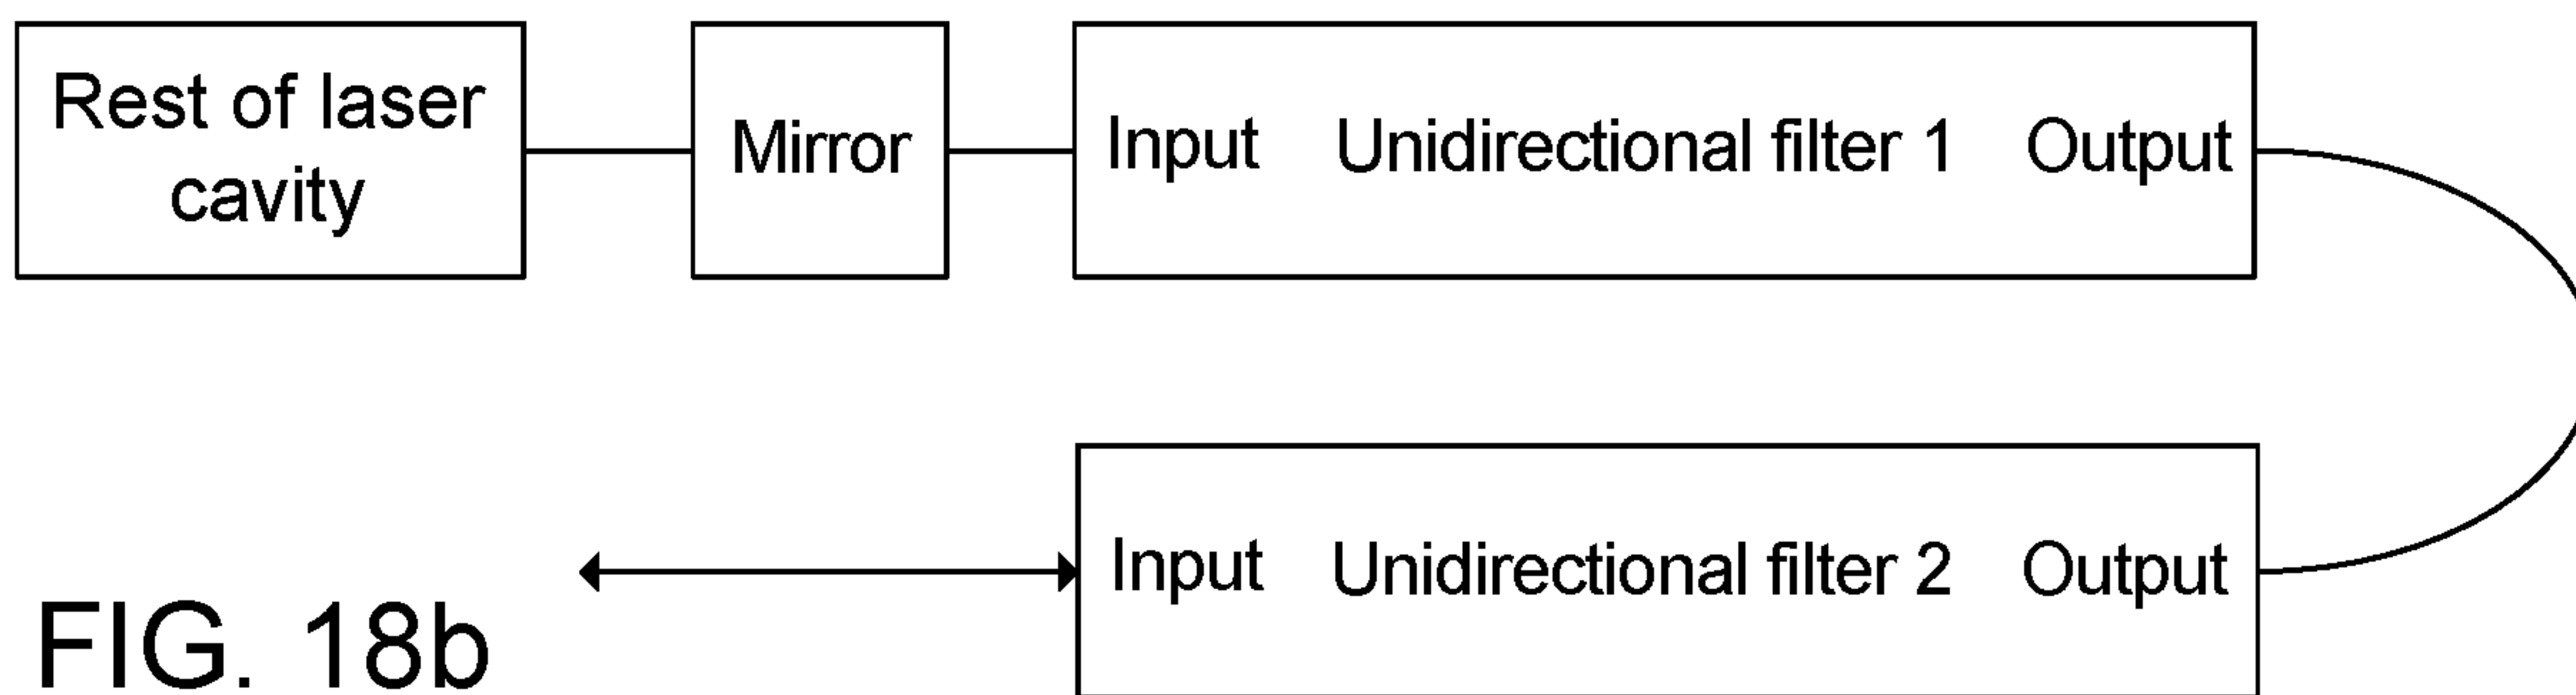 Rest of laser
cavity
Mirror
Input Unidirectional filter 1 Output
Input Unidirectional filter 2 Output
FIG. 18b